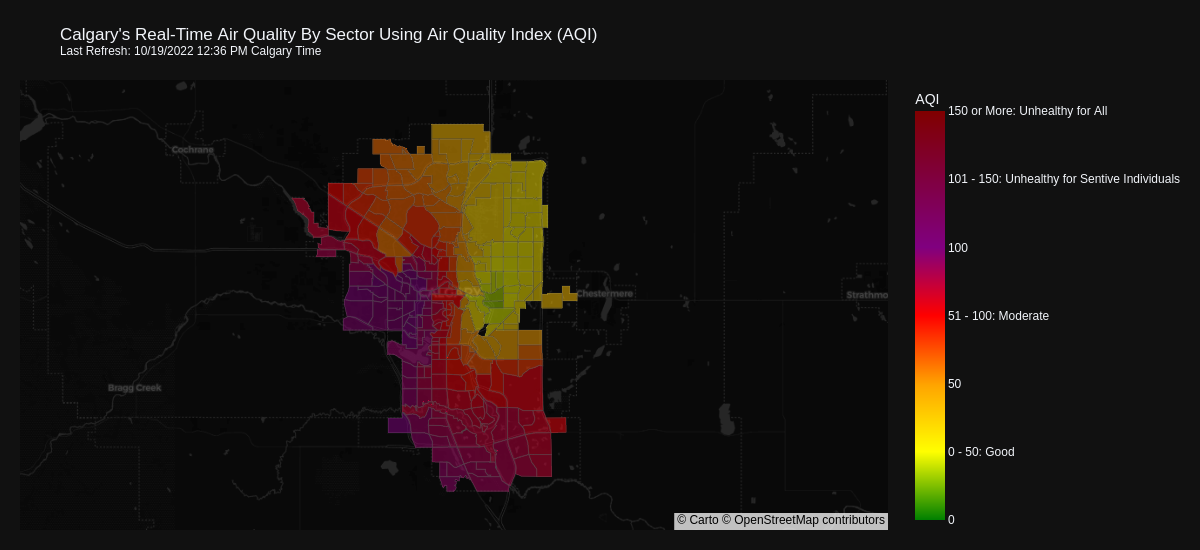 Calgary's Real-Time Air Quality By Sector Using Air Quality Index (AQI)
Last Refresh: 10/19/2022 12:36 PM Calgary Time
AQI
150 or More: Unhealthy for All
101 - 150: Unhealthy for Sentive Individuals
100
51 - 100: Moderate
50
0 - 50: Good
0
Cochrane
CALGARY
Chestermere
Strathmo
Bragg Creek
© Carto © OpenStreetMap contributors